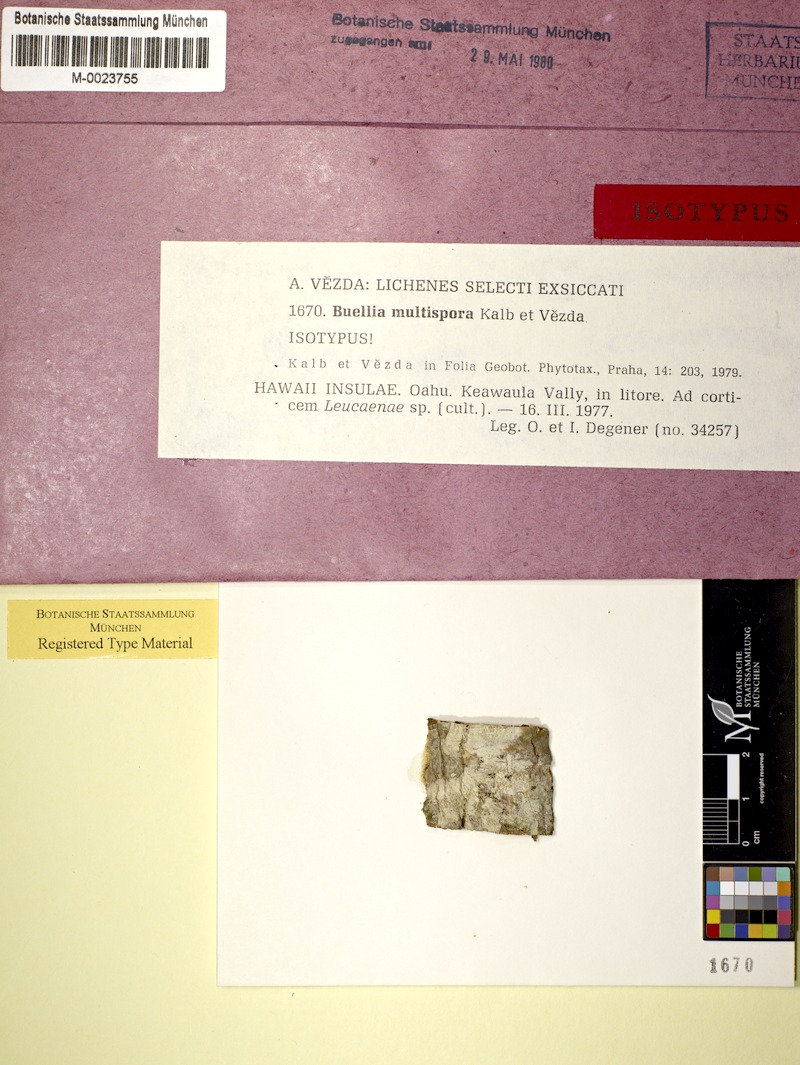 Botanische Staatssammlung München
M-0023755
Botanische Staatssammlung München
zugegangen am:
29. MAI 1980
STAATS
HERBARIU
MÜNCHE
ISOTYPUS
A. VĚZDA: LICHENES SELECTI EXSICCATI
1670. Buellia multispora Kalb et Vězda
ISOTYPUS!
Kalb et Vězda in Folia Geobot. Phytotax., Praha, 14: 203, 1979.
HAWAII INSULAE. Oahu. Keawaula Vally, in litore. Ad corti-
cem Leucaenae sp. (cult.). — 16. III. 1977.
Leg. O. et I. Degener (no. 34257)
BOTANISCHE STAATSSAMMLUNG
MÜNCHEN
Registered Type Material
BOTANISCHE
STAATSSAMMLUNG
MÜNCHEN
M
0 1 2
cm
copyright reserved
1670